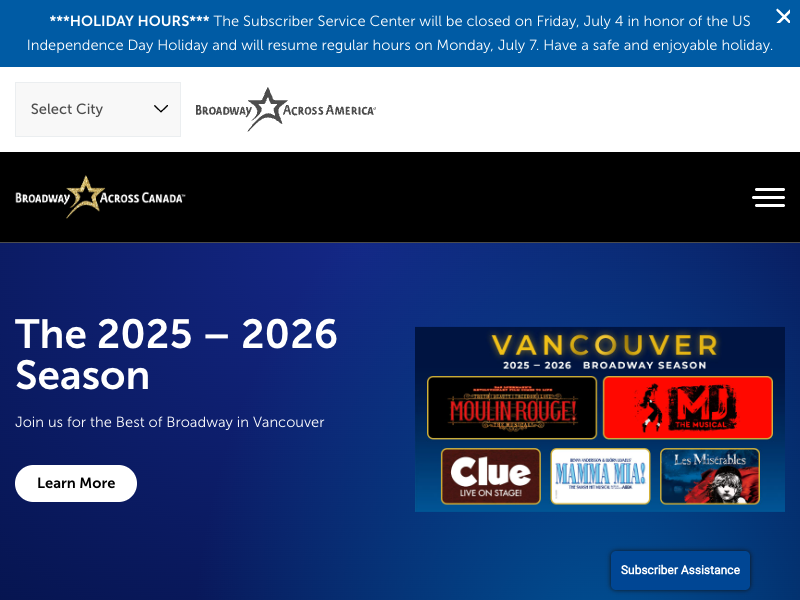 ***HOLIDAY HOURS*** The Subscriber Service Center will be closed on Friday, July 4 in honor of the US
Independence Day Holiday and will resume regular hours on Monday, July 7. Have a safe and enjoyable holiday.
Select City
BROADWAY ACROSS AMERICA
BROADWAY ACROSS CANADA
The 2025 – 2026
Season
Join us for the Best of Broadway in Vancouver
Learn More
VANCOUVER
2025 – 2026 BROADWAY SEASON
MOULIN ROUGE!
THE MUSICAL
MJ
THE MUSICAL
Clue
LIVE ON STAGE!
MAMMA MIA!
Les Misérables
Subscriber Assistance